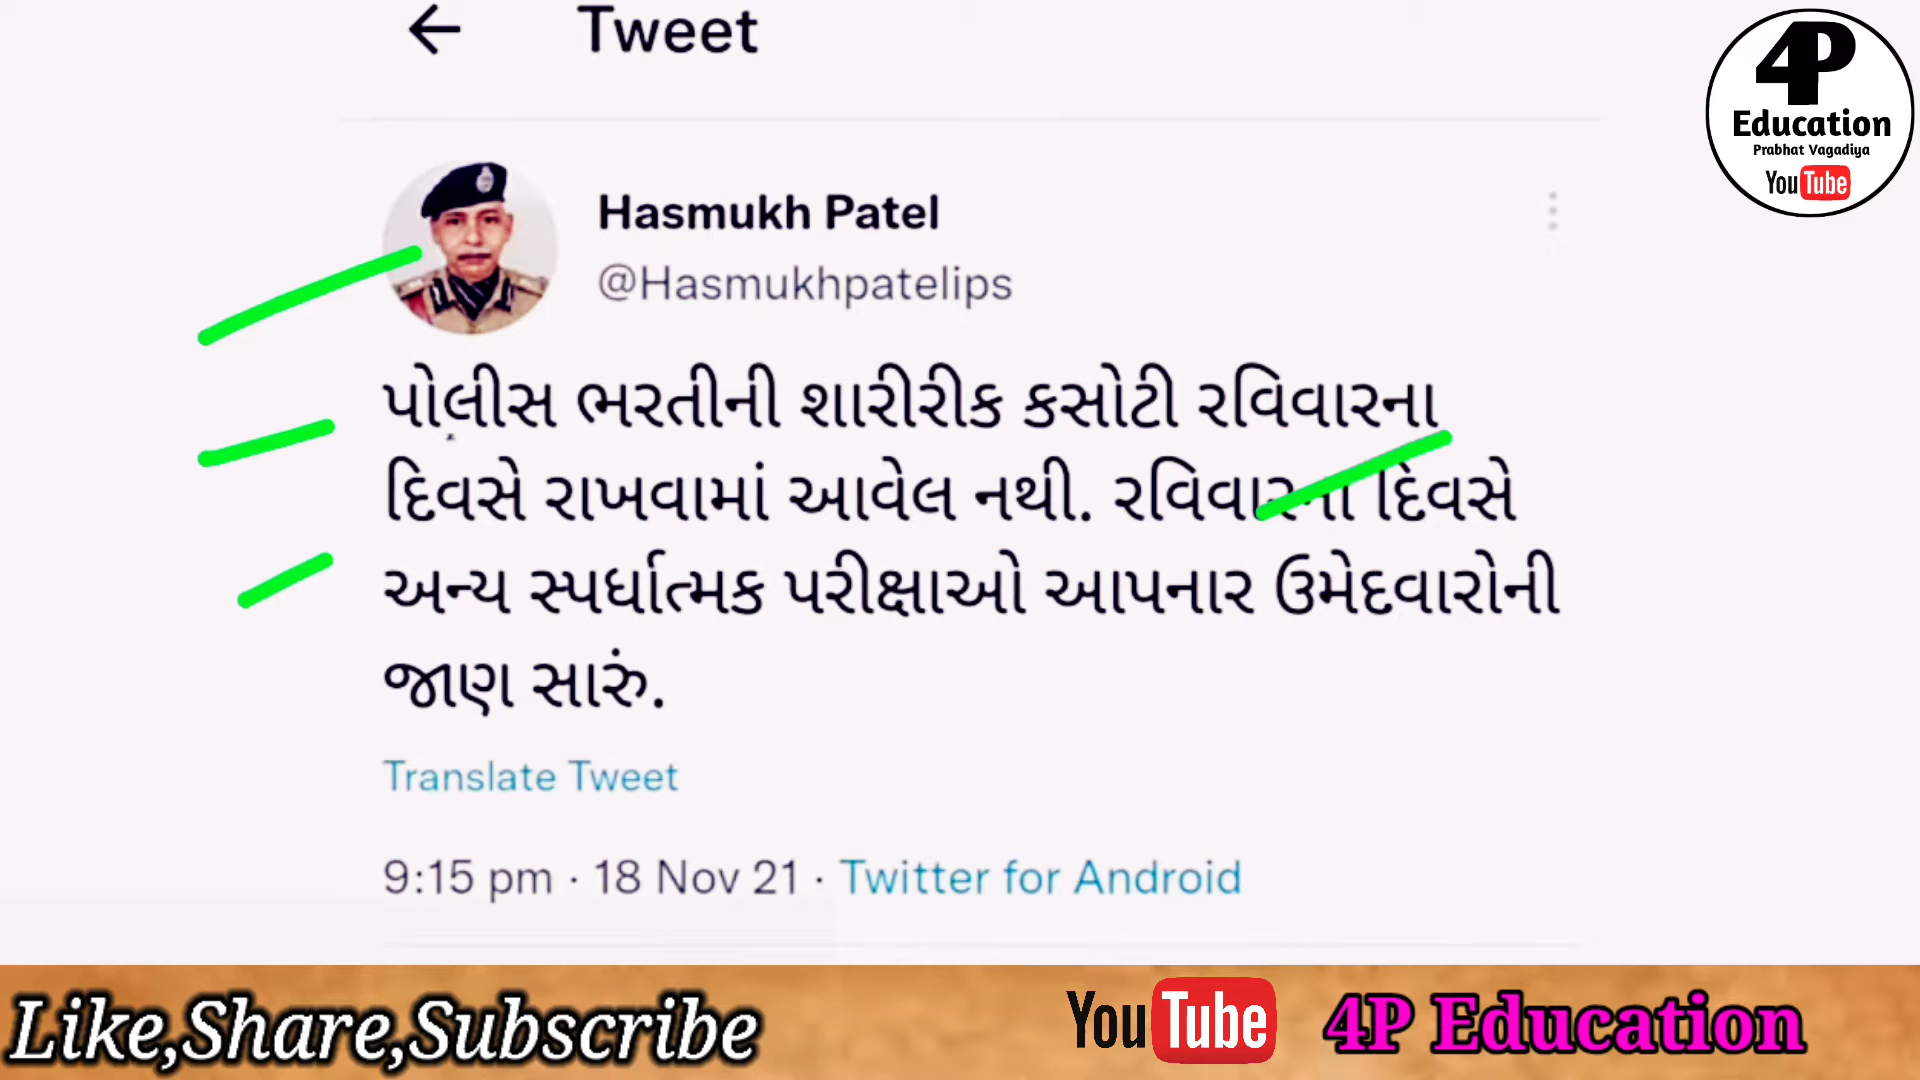 Tweet
4P
Education
Prabhat Vagadiya
YouTube
Hasmukh Patel
@Hasmukhpatelips
પોલીસ ભરતીની શારીરીક કસોટી રવિવારના
દિવસે રાખવામાં આવેલ નથી. રવિવારના દિવસે
અન્ય સ્પર્ધાત્મક પરીક્ષાઓ આપનાર ઉમેદવારોની
જાણ સારું.
Translate Tweet
9:15 pm · 18 Nov 21 · Twitter for Android
Like,Share,Subscribe YouTube 4P Education